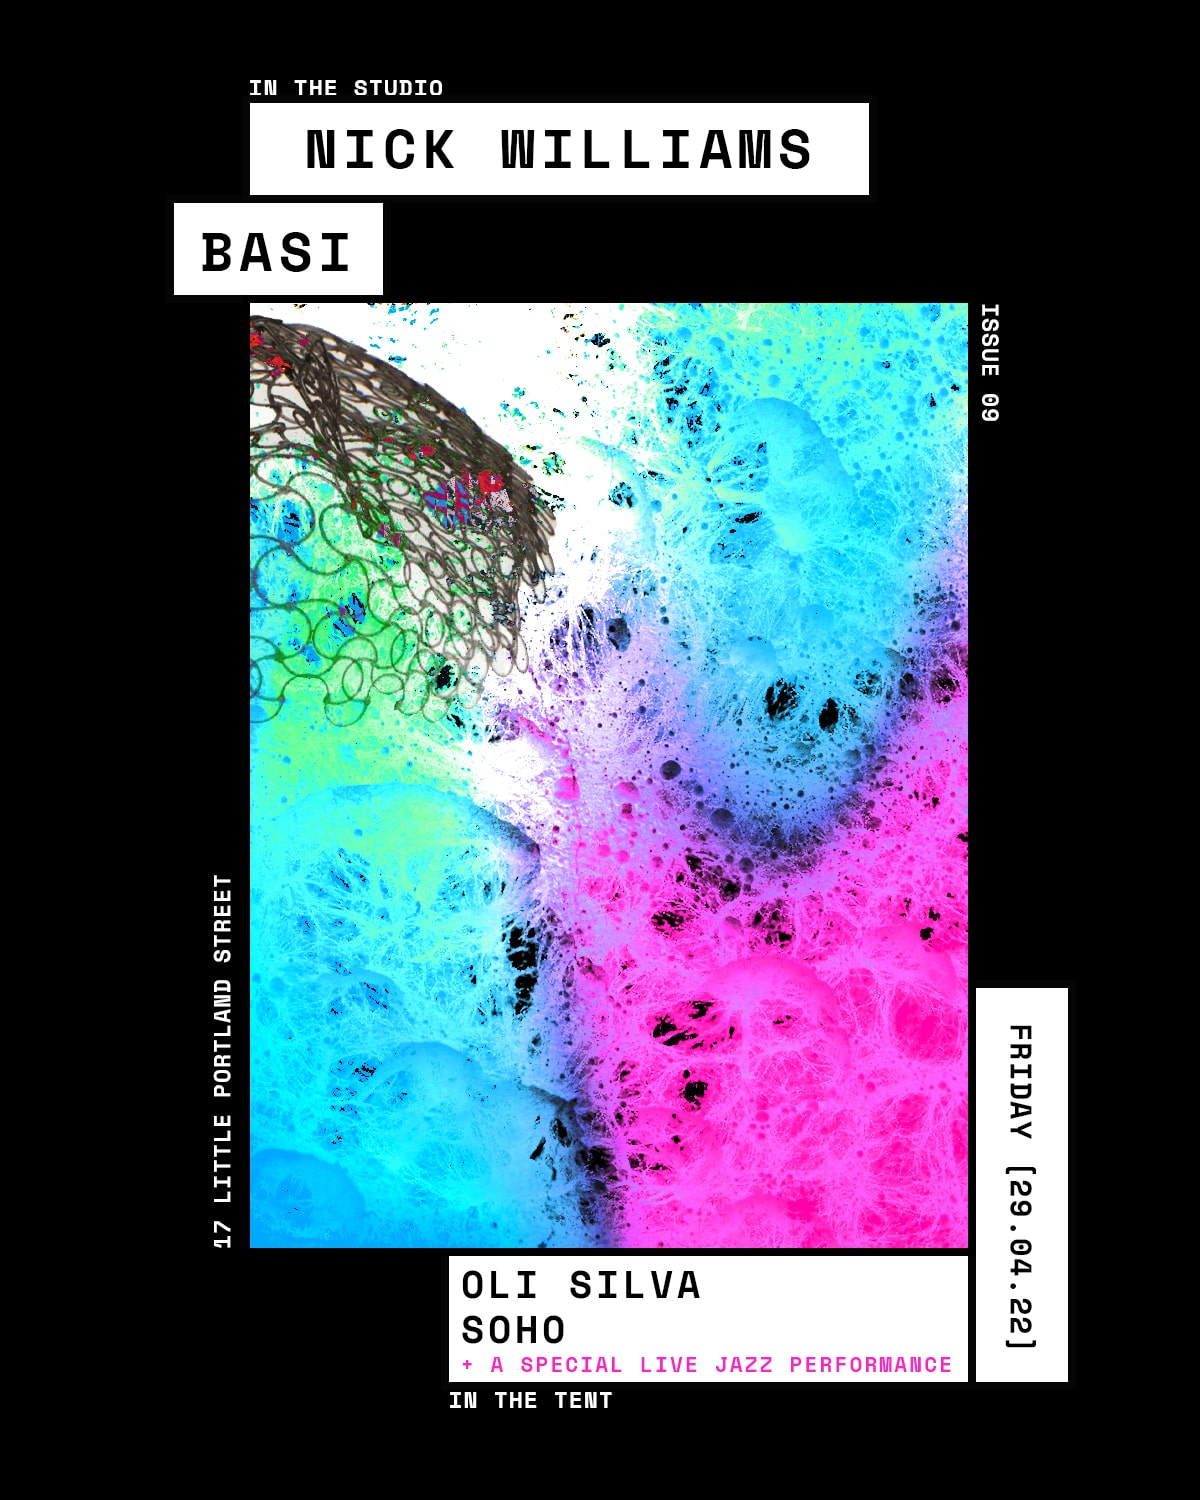 IN THE STUDIO
NICK WILLIAMS
BASI
ISSUE 09
17 LITTLE PORTLAND STREET
FRIDAY [29.04.22]
OLI SILVA
SOHO
+ A SPECIAL LIVE JAZZ PERFORMANCE
IN THE TENT